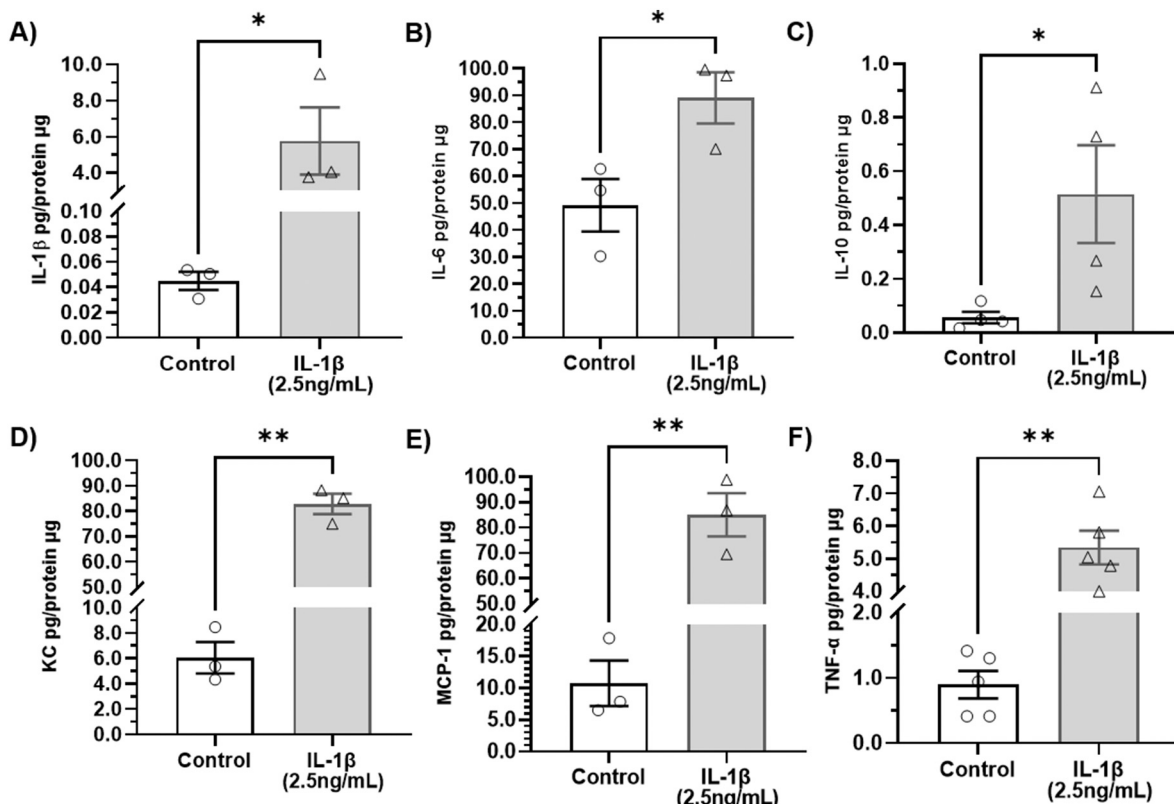 A)
*
IL-1β pg/protein µg
10.0
8.0
6.0
4.0
0.10
0.08
0.06
0.04
0.02
0.00
Control
IL-1β
(2.5ng/mL)
B)
*
IL-6 pg/protein µg
100.0
90.0
80.0
70.0
60.0
50.0
40.0
30.0
20.0
10.0
0.0
Control
IL-1β
(2.5ng/mL)
C)
*
IL-10 pg/protein µg
1.0
0.8
0.6
0.4
0.2
0.0
Control
IL-1β
(2.5ng/mL)
D)
**
KC pg/protein µg
100.0
90.0
80.0
70.0
60.0
50.0
10.0
8.0
6.0
4.0
2.0
0.0
Control
IL-1β
(2.5ng/mL)
E)
**
MCP-1 pg/protein µg
100.0
90.0
80.0
70.0
60.0
50.0
20.0
15.0
10.0
5.0
0.0
Control
IL-1β
(2.5ng/mL)
F)
**
TNF-α pg/protein µg
8.0
7.0
6.0
5.0
4.0
2.0
1.0
0.0
Control
IL-1β
(2.5ng/mL)